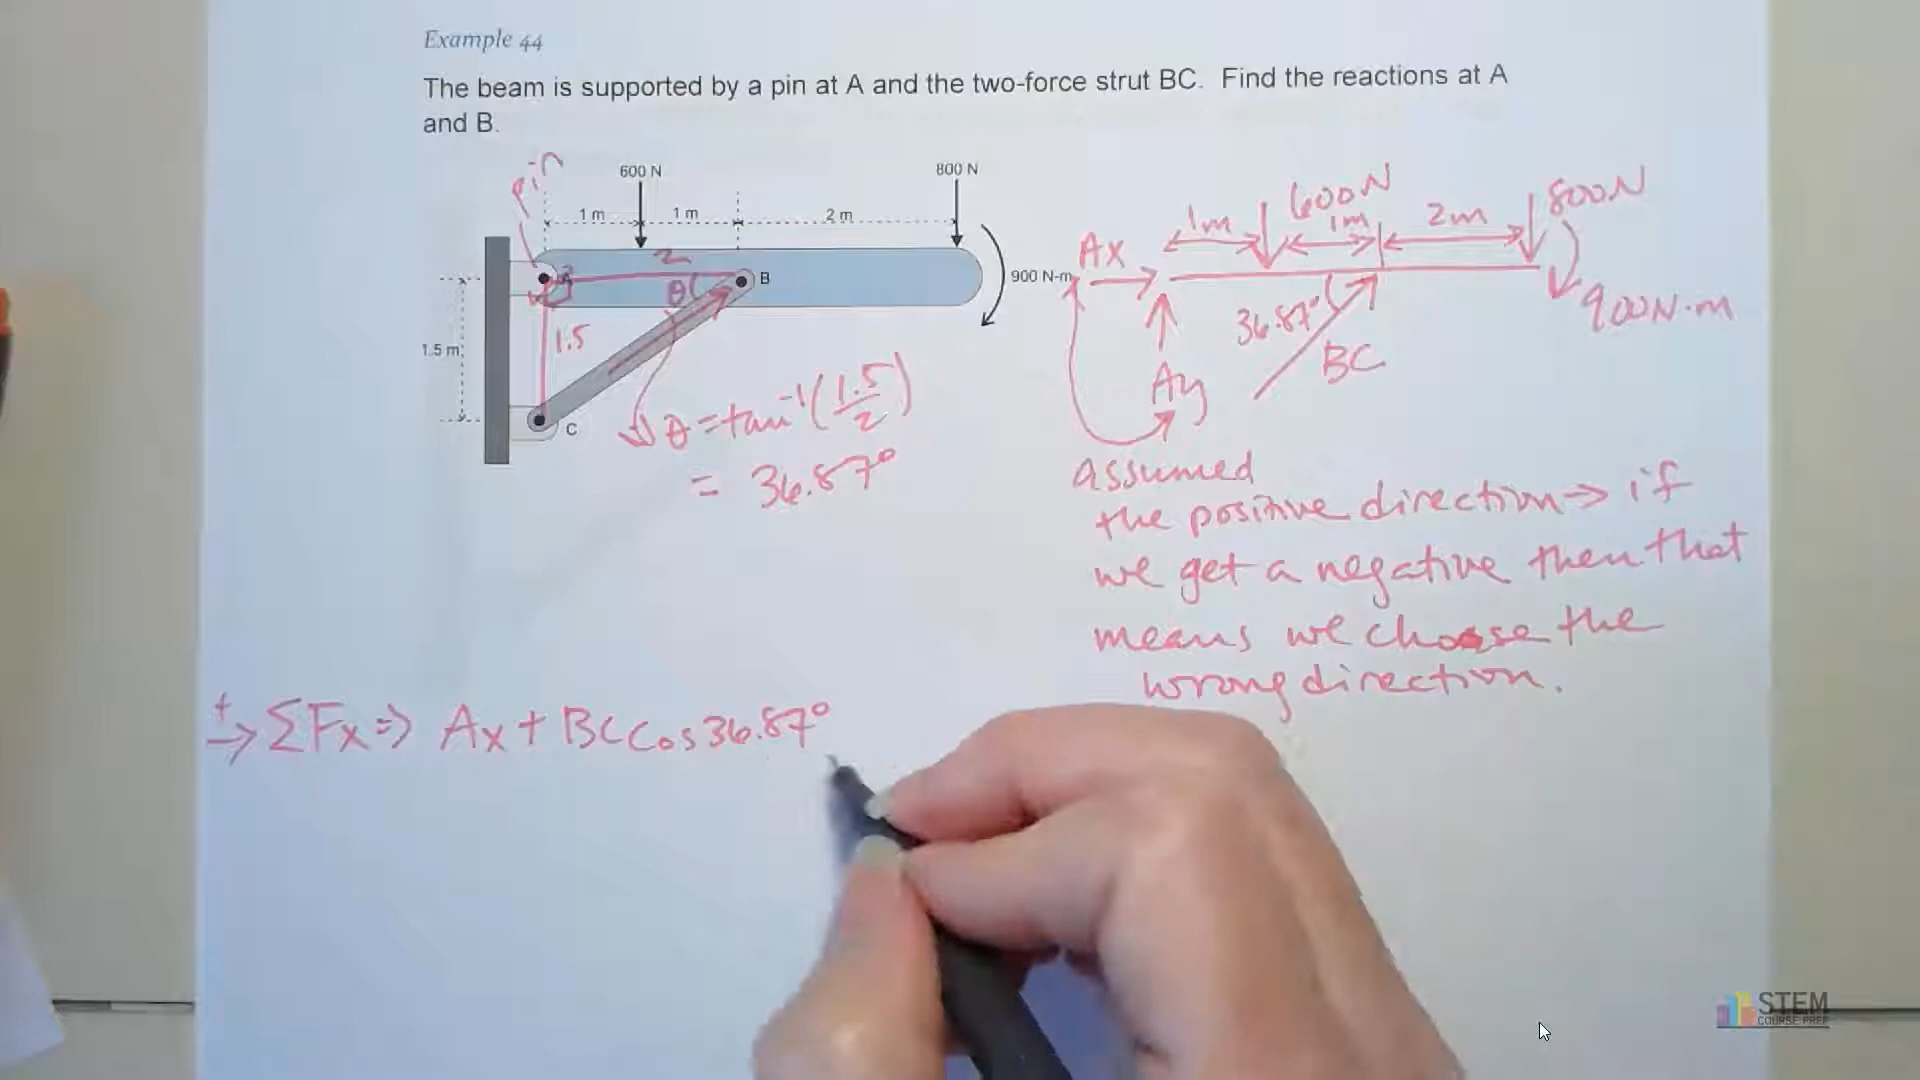 Example 44
The beam is supported by a pin at A and the two-force strut BC. Find the reactions at A
and B.
pin
600 N
800 N
1 m
1 m
2 m
2
A
θ
B
900 N-m
1.5 m
1.5
C
θ = tan⁻¹(1.5/2)
= 36.87°
600N
800N
1m
1m
2m
Ax
36.87°
900N·m
BC
Ay
assumed
the positive direction → if
we get a negative then that
means we choose the
wrong direction.
+→ ΣFx ⇒ Ax + BC cos 36.87°
STEM
COURSE PREP